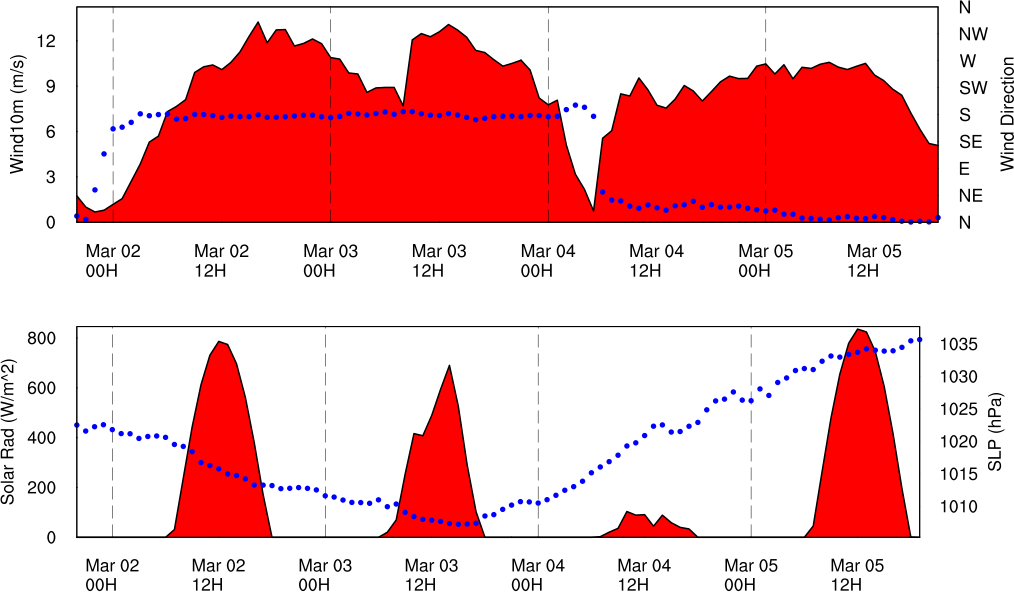 N
12
NW
W
9
SW
Wind10m (m/s)
S
Wind Direction
6
SE
E
3
NE
0
N
Mar 02 Mar 02 Mar 03 Mar 03 Mar 04 Mar 04 Mar 05 Mar 05
00H 12H 00H 12H 00H 12H 00H 12H
800
1035
1030
600
1025
Solar Rad (W/m^2)
400
1020
SLP (hPa)
1015
200
1010
0
Mar 02 Mar 02 Mar 03 Mar 03 Mar 04 Mar 04 Mar 05 Mar 05
00H 12H 00H 12H 00H 12H 00H 12H